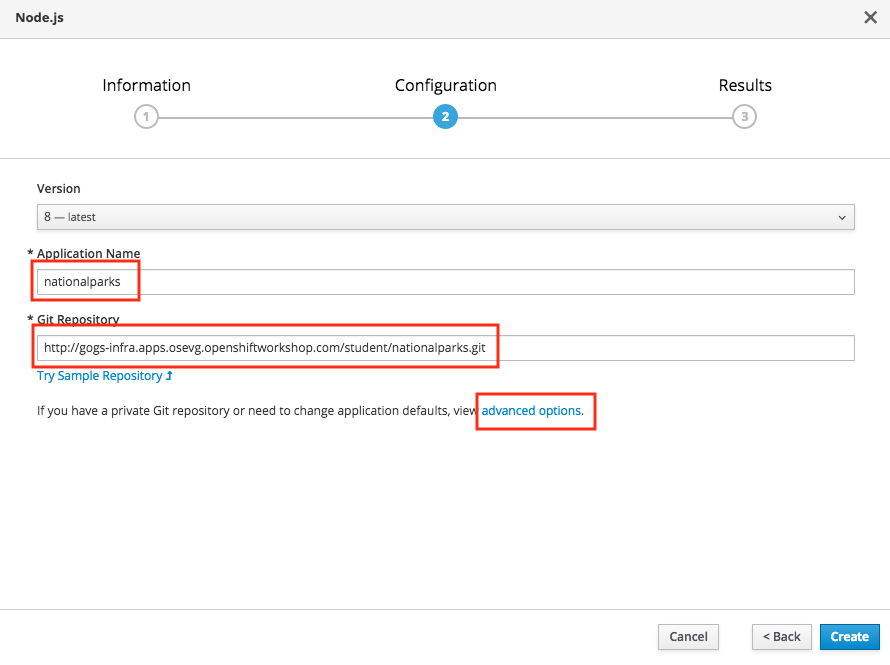 Node.js
Information Configuration Results
1 2 3
Version
8 — latest
* Application Name
nationalparks
* Git Repository
http://gogs-infra.apps.osevg.openshiftworkshop.com/student/nationalparks.git
Try Sample Repository
If you have a private Git repository or need to change application defaults, view advanced options.
Cancel < Back Create